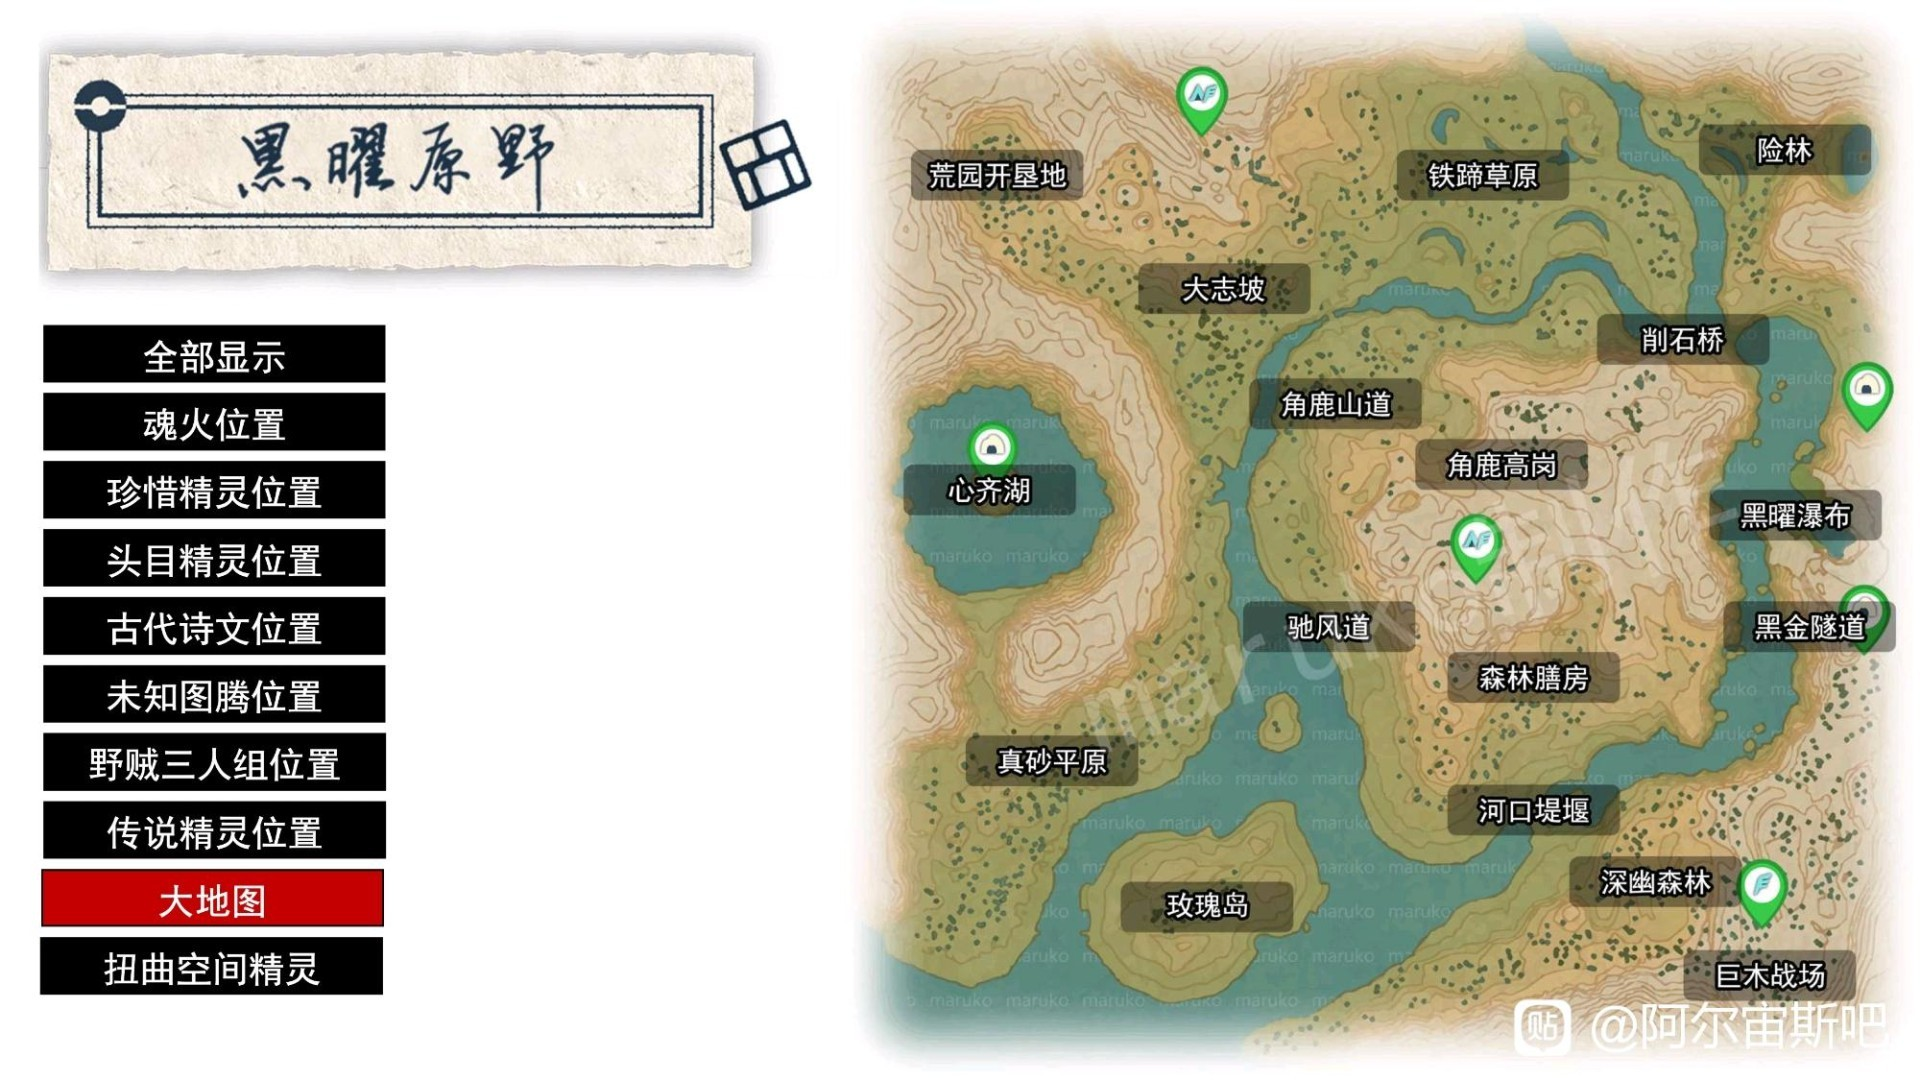 黑曜原野
全部显示
魂火位置
珍惜精灵位置
头目精灵位置
古代诗文位置
未知图腾位置
野贼三人组位置
传说精灵位置
大地图
扭曲空间精灵
险林
荒园开垦地
铁蹄草原
大志坡
削石桥
角鹿山道
角鹿高岗
心齐湖
黑曜瀑布
驰风道
黑金隧道
森林膳房
真砂平原
河口堤堰
深幽森林
玫瑰岛
巨木战场
贴 @阿尔宙斯吧
maruko